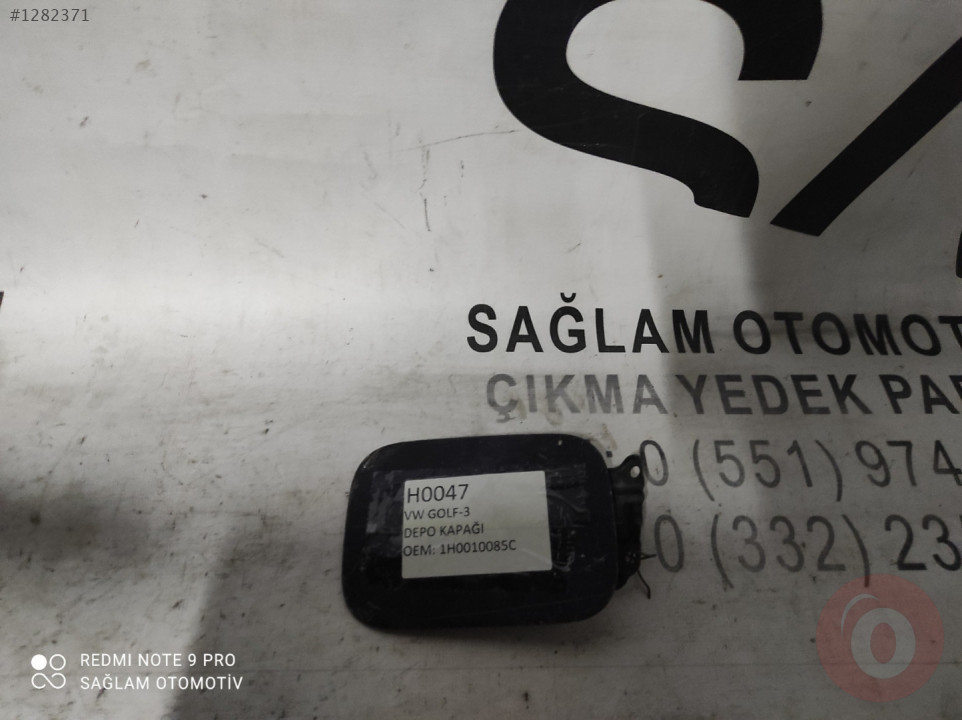 #1282371
SAĞLAM OTOMOT
ÇIKMA YEDEK PAR
0 (551) 974
0 (332) 23
H0047
VW GOLF-3
DEPO KAPAĞI
OEM: 1H0010085C
REDMI NOTE 9 PRO
SAĞLAM OTOMOTİV